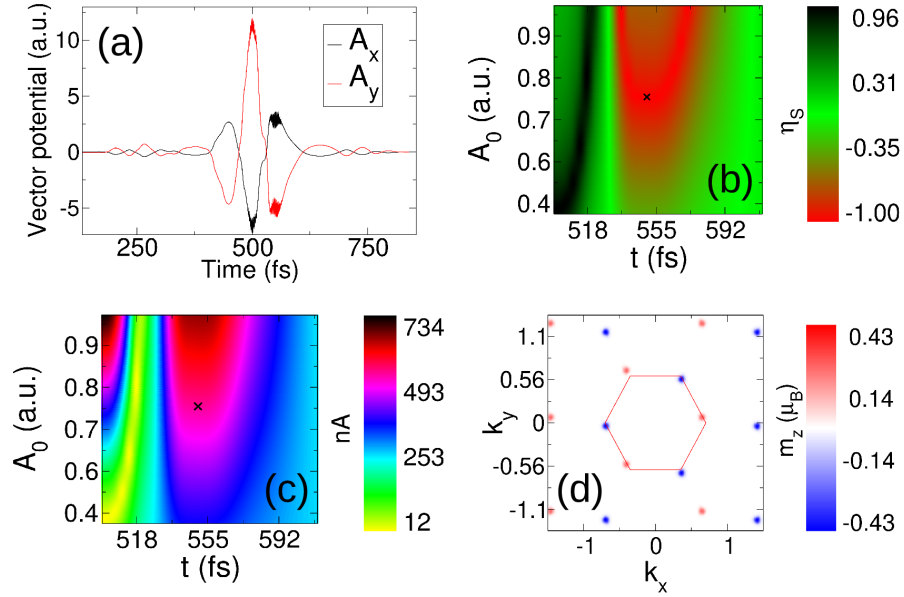 (a)
A_x
A_y
Vector potential (a.u.)
10
5
0
-5
250
500
750
Time (fs)
(b)
A_0 (a.u.)
0.9
0.8
0.7
0.6
0.5
0.4
518
555
592
t (fs)
0.96
0.31
-0.35
-1.00
η_S
(c)
A_0 (a.u.)
0.9
0.8
0.7
0.6
0.5
0.4
518
555
592
t (fs)
734
493
253
12
nA
(d)
k_y
1.1
0.56
0
-0.56
-1.1
-1
0
1
k_x
0.43
0.14
-0.14
-0.43
m_z (μ_B)